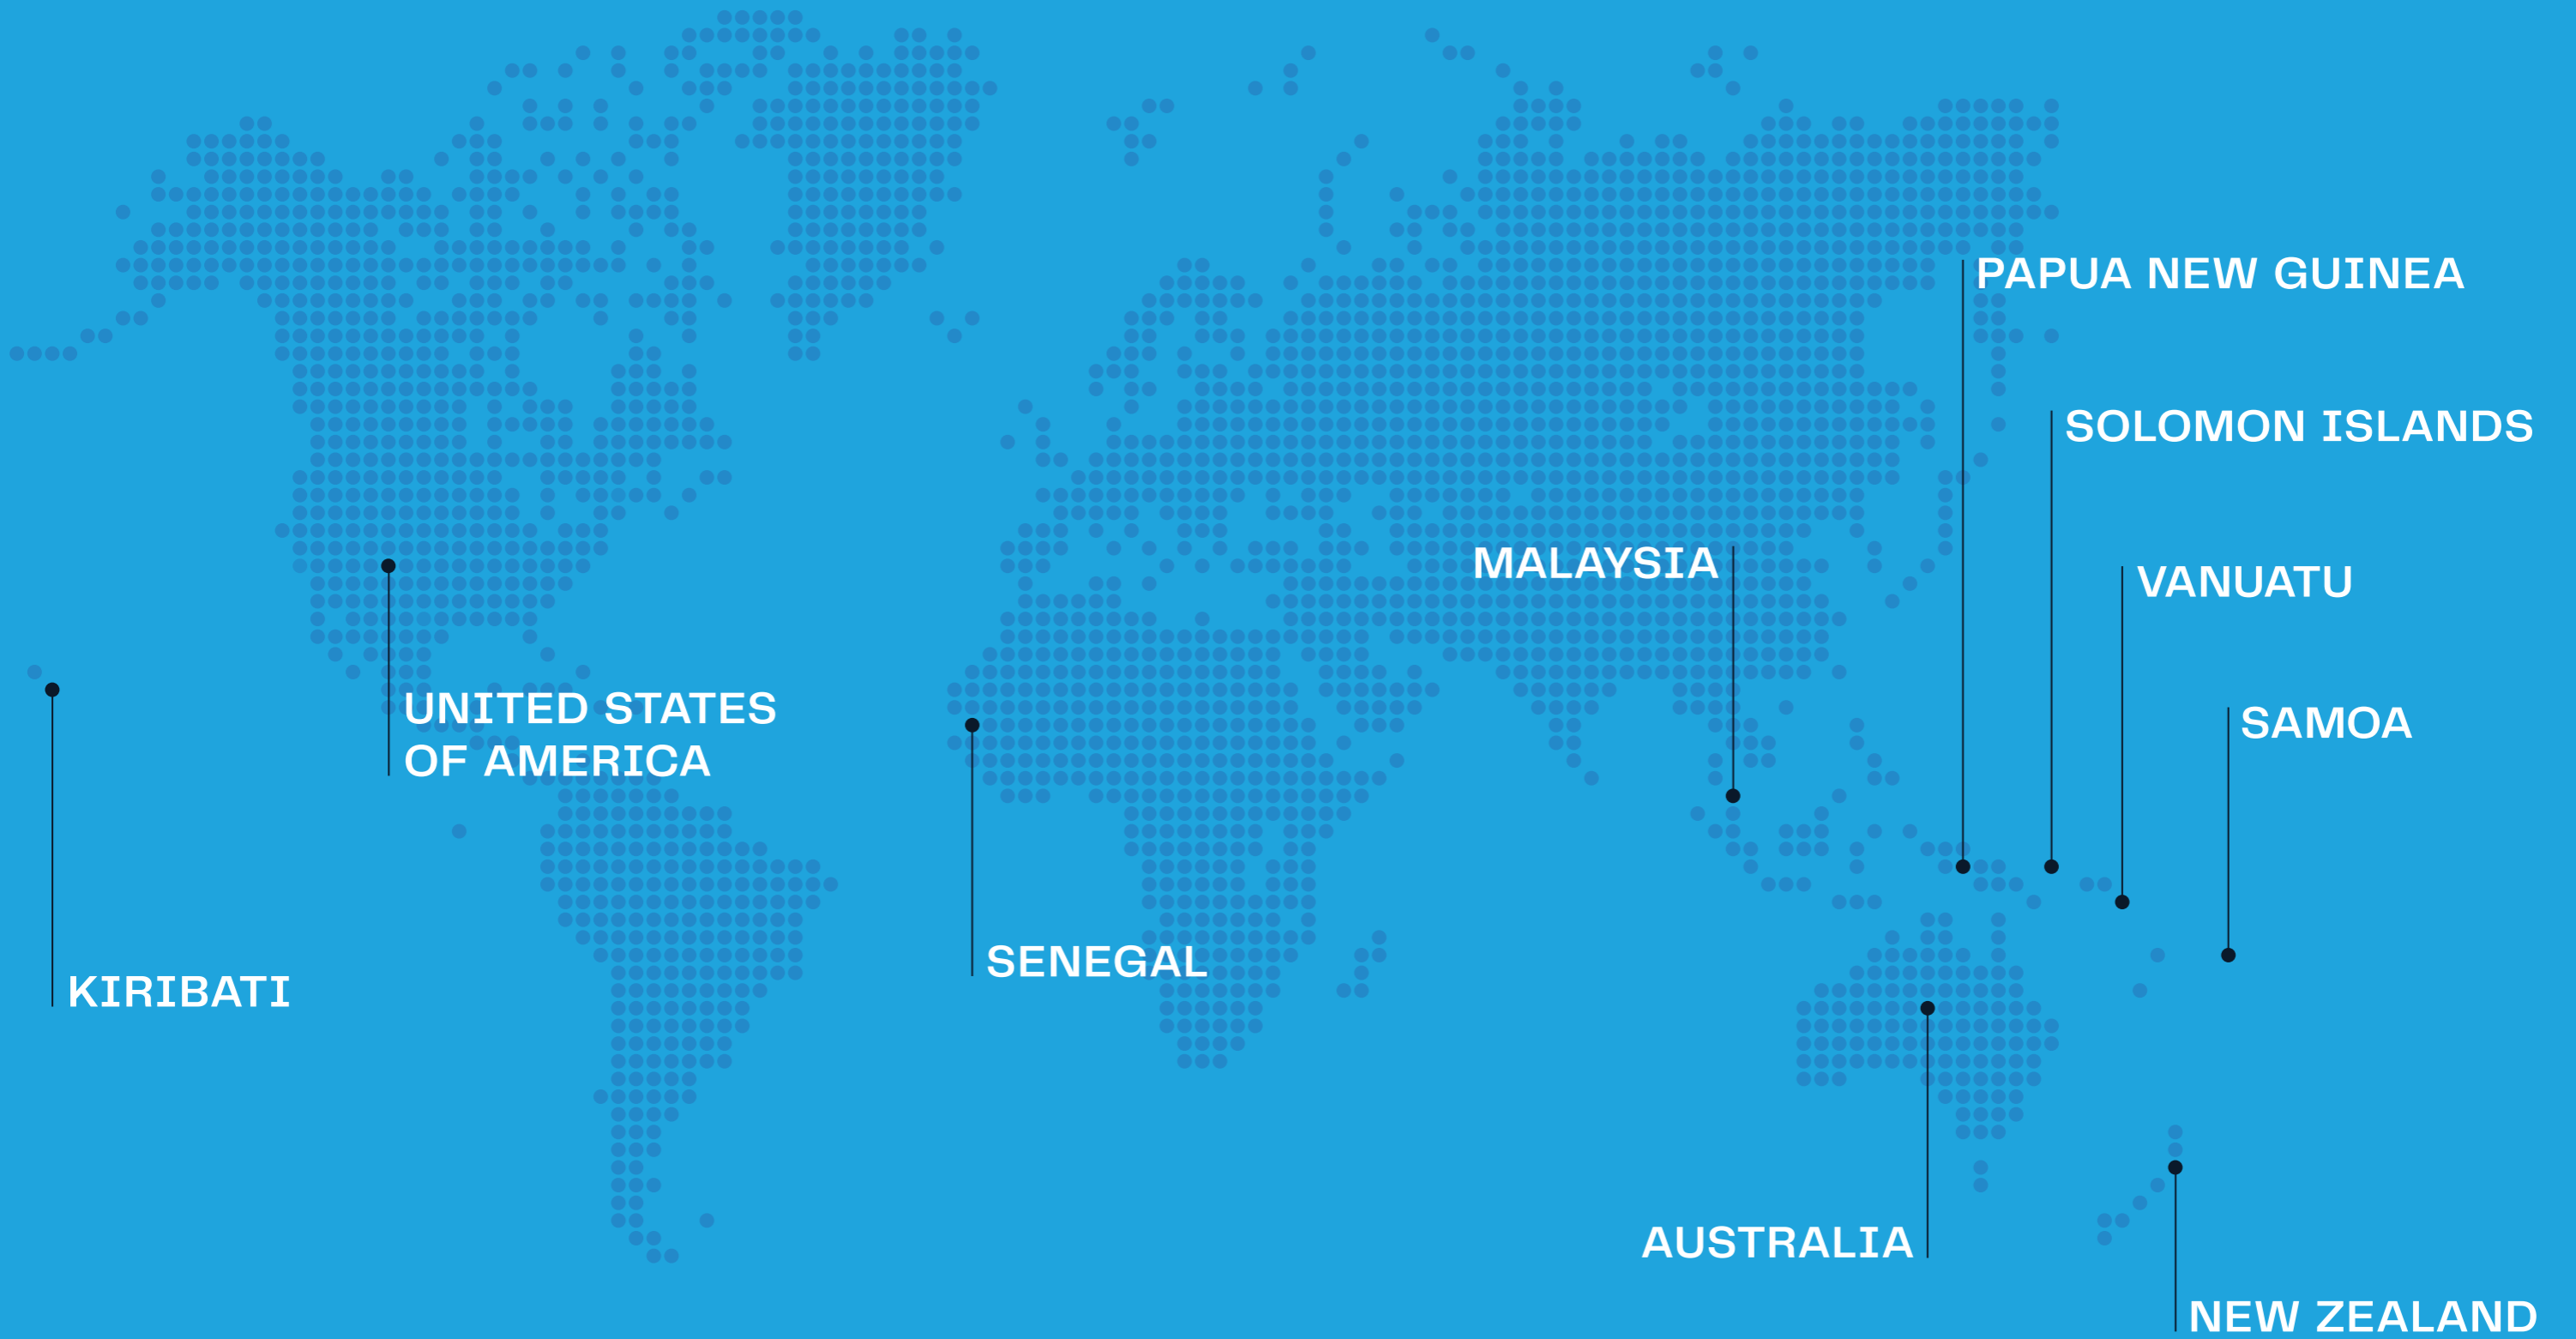 PAPUA NEW GUINEA
SOLOMON ISLANDS
MALAYSIA
VANUATU
UNITED STATES
OF AMERICA
SAMOA
SENEGAL
KIRIBATI
AUSTRALIA
NEW ZEALAND